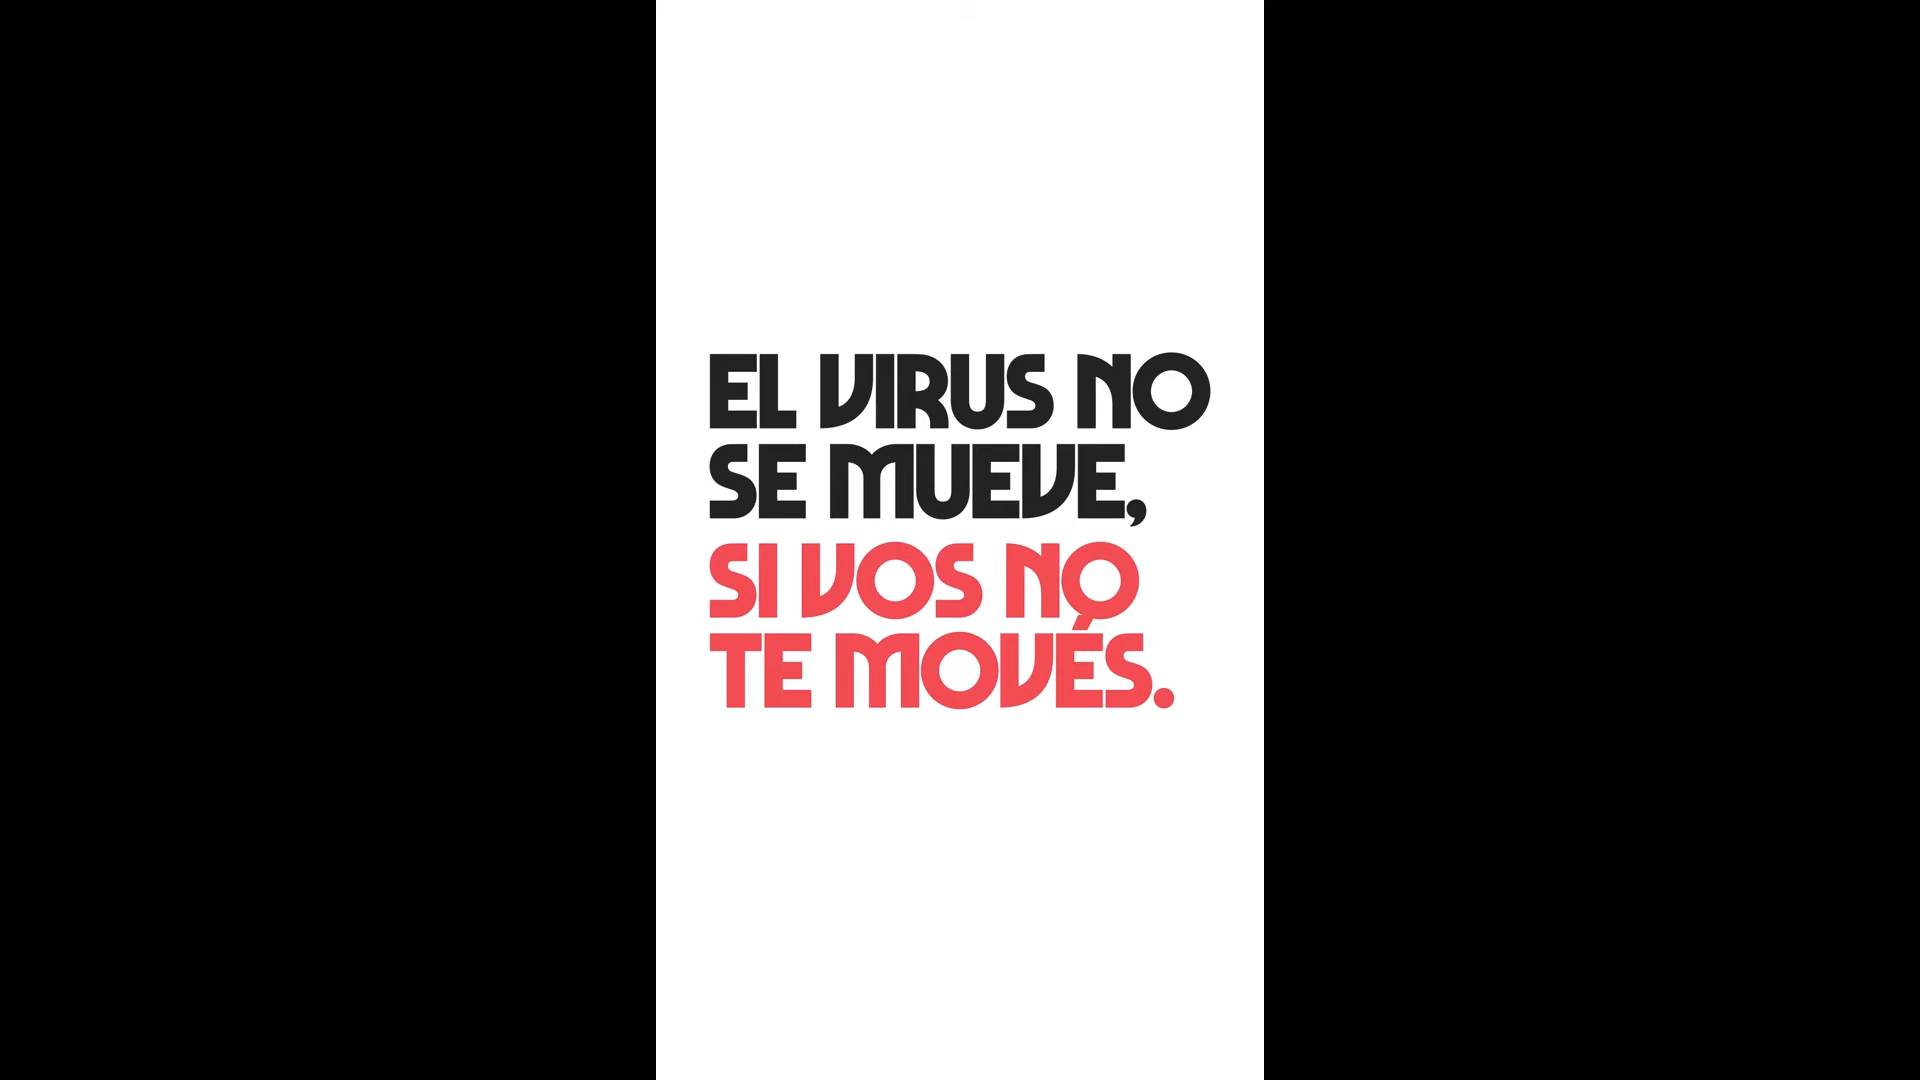 EL VIRUS NO
SE MUEVE,
SI VOS NO
TE MOVÉS.